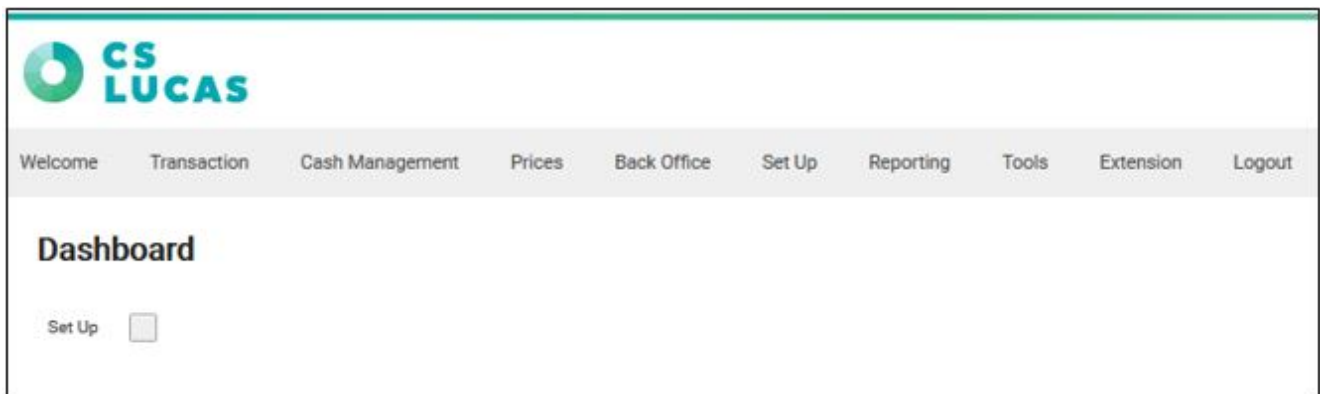 CS
LUCAS
Welcome Transaction Cash Management Prices Back Office Set Up Reporting Tools Extension Logout
Dashboard
Set Up